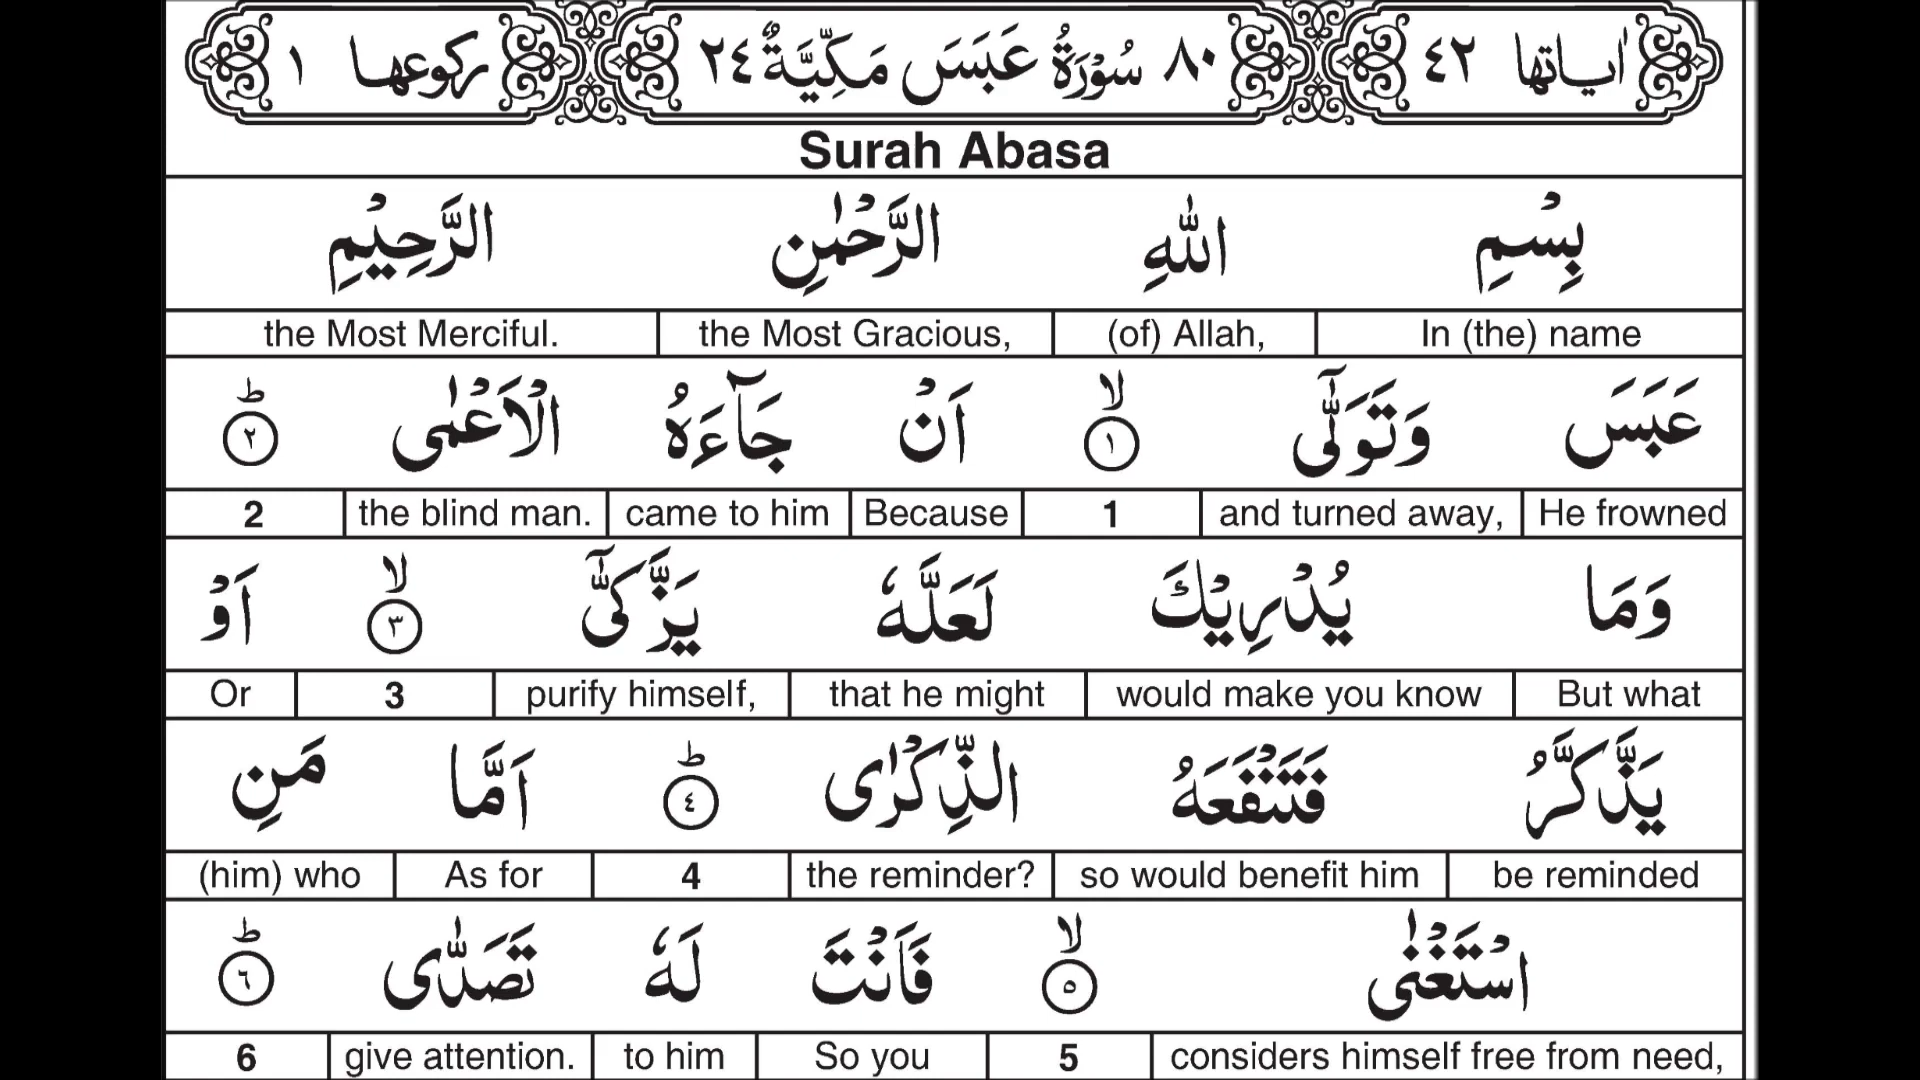 اٰياتها ٤٢ ٨٠ سُوْرَةُ عَبَسَ مَكِّيَّةٌ ٢٤ ركوعها ١
Surah Abasa
بِسْمِ اللّٰهِ الرَّحْمٰنِ الرَّحِيْمِ
In (the) name (of) Allah, the Most Gracious, the Most Merciful.
عَبَسَ وَتَوَلّٰٓى ۙ ١ اَنْ جَآءَهُ الْاَعْمٰى ؕ ٢
He frowned and turned away, 1 Because came to him the blind man. 2
وَمَا يُدْرِيْكَ لَعَلَّهٗ يَزَّكّٰٓى ۙ ٣ اَوْ
But what would make you know that he might purify himself, 3 Or
يَذَّكَّرُ فَتَنْفَعَهُ الذِّكْرٰى ؕ ٤ اَمَّا مَنِ
be reminded so would benefit him the reminder? 4 As for (him) who
اسْتَغْنٰى ۙ ٥ فَاَنْتَ لَهٗ تَصَدّٰى ؕ ٦
considers himself free from need, 5 So you to him give attention. 6